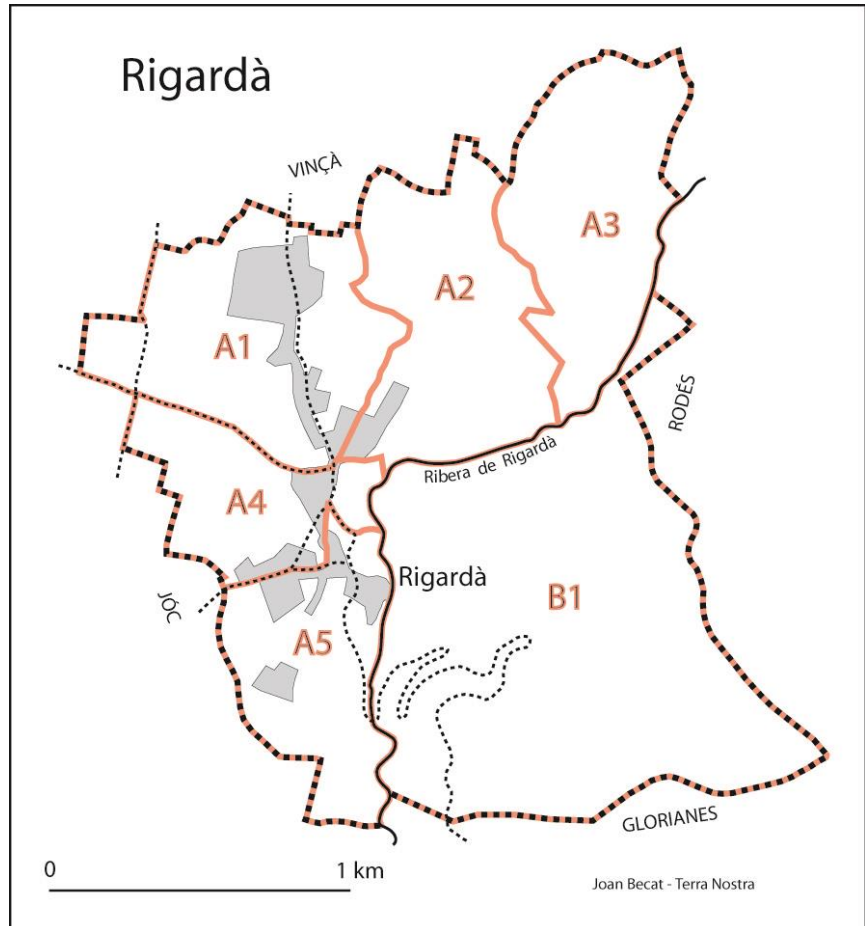 Rigardà
VINÇÀ
A3
A2
A1
RODÉS
Ribera de Rigardà
A4
Rigardà
B1
JÓC
A5
GLORIANES
0
1 km
Joan Becat - Terra Nostra